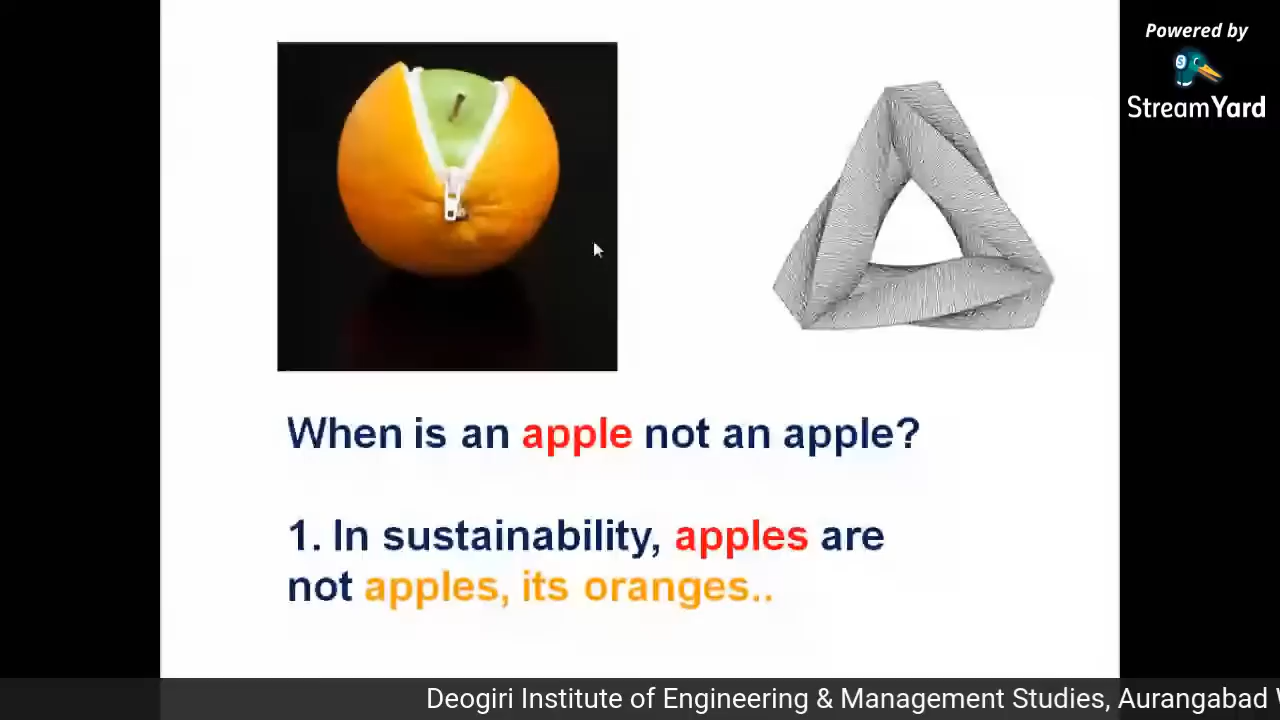 Powered by
StreamYard
When is an apple not an apple?
1. In sustainability, apples are
not apples, its oranges..
Deogiri Institute of Engineering & Management Studies, Aurangabad